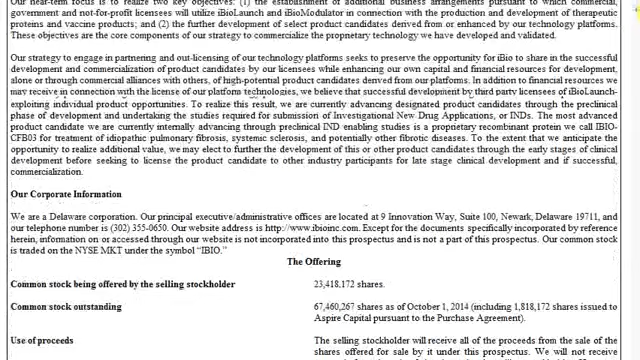 Our near-term focus is to realize two key objectives: (1) the establishment of additional business arrangements pursuant to which commercial,
government and not-for-profit licensees will utilize iBioLaunch and iBioModulator in connection with the production and development of therapeutic
proteins and vaccine products; and (2) the further development of select product candidates derived from or enhanced by our technology platforms.
These objectives are the core components of our strategy to commercialize the proprietary technology we have developed and validated.
Our strategy to engage in partnering and out-licensing of our technology platforms seeks to preserve the opportunity for iBio to share in the successful
development and commercialization of product candidates by our licensees while enhancing our own capital and financial resources for development,
alone or through commercial alliances with others, of high-potential product candidates derived from our platforms. In addition to financial resources we
may receive in connection with the license of our platform technologies, we believe that successful development by third party licensees of iBioLaunch-
exploiting individual product opportunities. To realize this result, we are currently advancing designated product candidates through the preclinical
phase of development and undertaking the studies required for submission of Investigational New Drug Applications, or INDs. The most advanced
product candidate we are currently internally advancing through preclinical IND enabling studies is a proprietary recombinant protein we call IBIO-
CFB03 for treatment of idiopathic pulmonary fibrosis, systemic sclerosis, and potentially other fibrotic diseases. To the extent that we anticipate the
opportunity to realize additional value, we may elect to further the development of this or other product candidates through the early stages of clinical
development before seeking to license the product candidate to other industry participants for late stage clinical development and if successful,
commercialization.
Our Corporate Information
We are a Delaware corporation. Our principal executive/administrative offices are located at 9 Innovation Way, Suite 100, Newark, Delaware 19711, and
our telephone number is (302) 355-0650. Our website address is http://www.ibioinc.com. Except for the documents specifically incorporated by reference
herein, information on or accessed through our website is not incorporated into this prospectus and is not a part of this prospectus. Our common stock
is traded on the NYSE MKT under the symbol “IBIO.”
The Offering
Common stock being offered by the selling stockholder 23,418,172 shares.
Common stock outstanding 67,460,267 shares as of October 1, 2014 (including 1,818,172 shares issued to
Aspire Capital pursuant to the Purchase Agreement).
Use of proceeds The selling stockholder will receive all of the proceeds from the sale of the
shares offered for sale by it under this prospectus. We will not receive